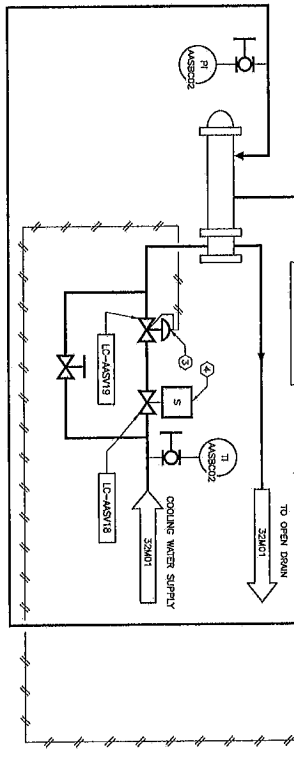 PI
AASBC02
LC-AASV19
3
S
4
LC-AASV18
TI
AASBC02
COOLING WATER SUPPLY
32M01
TO OPEN DRAIN
32M01